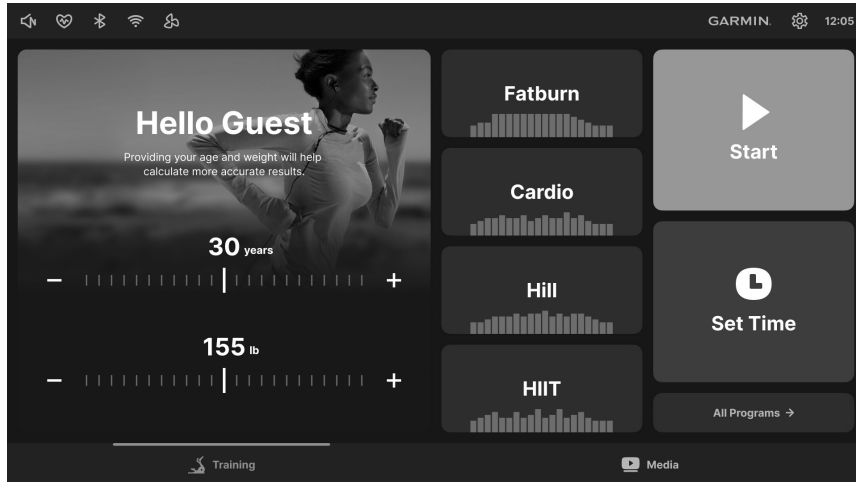 GARMIN.
12:05
Hello Guest
Providing your age and weight will help
calculate more accurate results.
30 years
155 lb
Fatburn
Cardio
Hill
HIIT
Start
Set Time
All Programs →
Training
Media